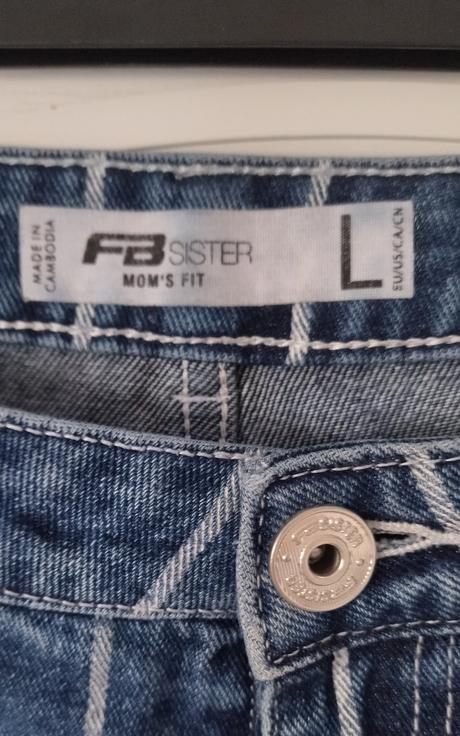 MADE IN
CAMBODIA
FB SISTER
MOM'S FIT
L
EU/US/CA/CN